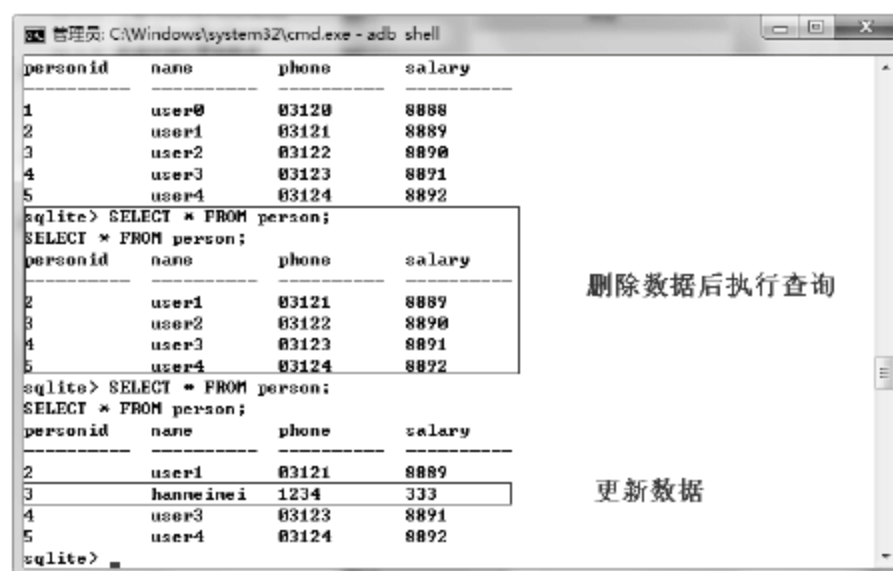 管理员: C:\Windows\system32\cmd.exe - adb shell
personid name phone salary
---------- ---------- ---------- ----------
1 user0 03120 8888
2 user1 03121 8889
3 user2 03122 8890
4 user3 03123 8891
5 user4 03124 8892
sqlite> SELECT * FROM person;
SELECT * FROM person;
personid name phone salary
---------- ---------- ---------- ----------
2 user1 03121 8889
3 user2 03122 8890
4 user3 03123 8891
5 user4 03124 8892
删除数据后执行查询
sqlite> SELECT * FROM person;
SELECT * FROM person;
personid name phone salary
---------- ---------- ---------- ----------
2 user1 03121 8889
3 hanmeimei 1234 333
4 user3 03123 8891
5 user4 03124 8892
更新数据
sqlite> _